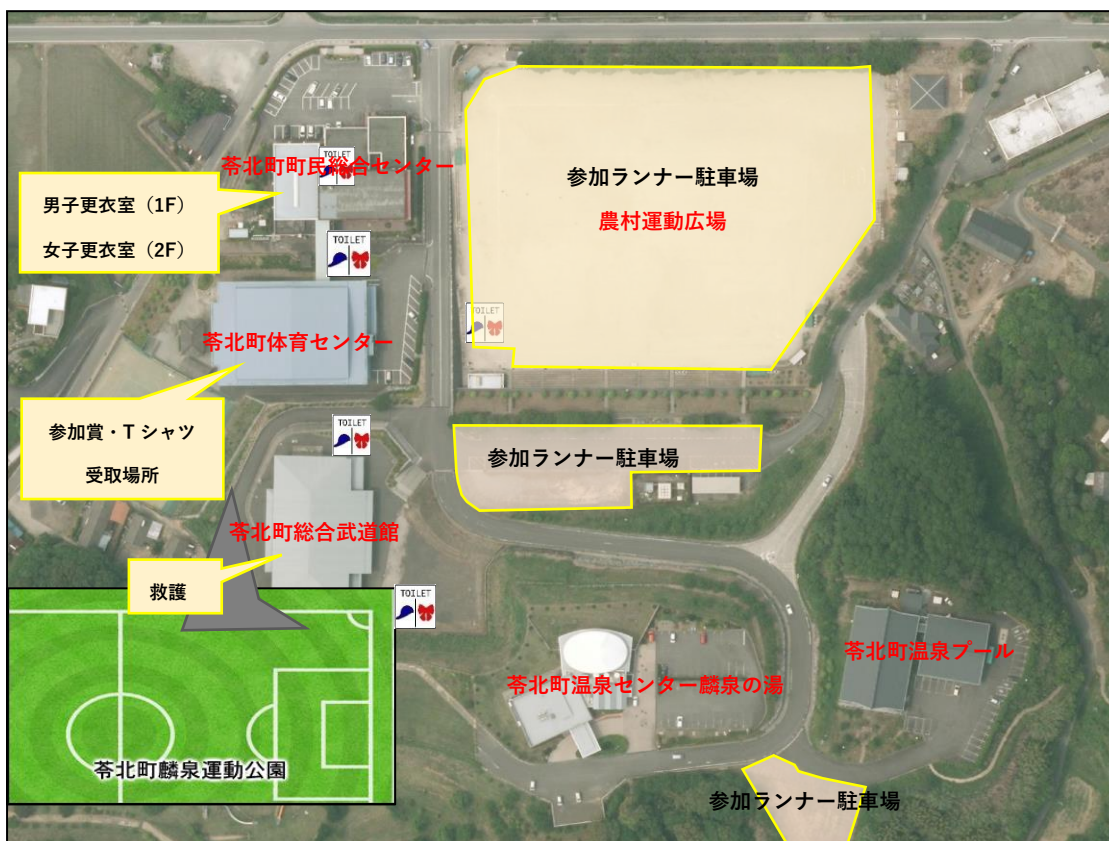 苓北町町民総合センター
TOILET
男子更衣室（1F）
女子更衣室（2F）
参加ランナー駐車場
農村運動広場
TOILET
TOILET
苓北町体育センター
参加賞・Tシャツ
受取場所
TOILET
参加ランナー駐車場
苓北町総合武道館
救護
TOILET
苓北町温泉プール
苓北町温泉センター麟泉の湯
苓北町麟泉運動公園
参加ランナー駐車場